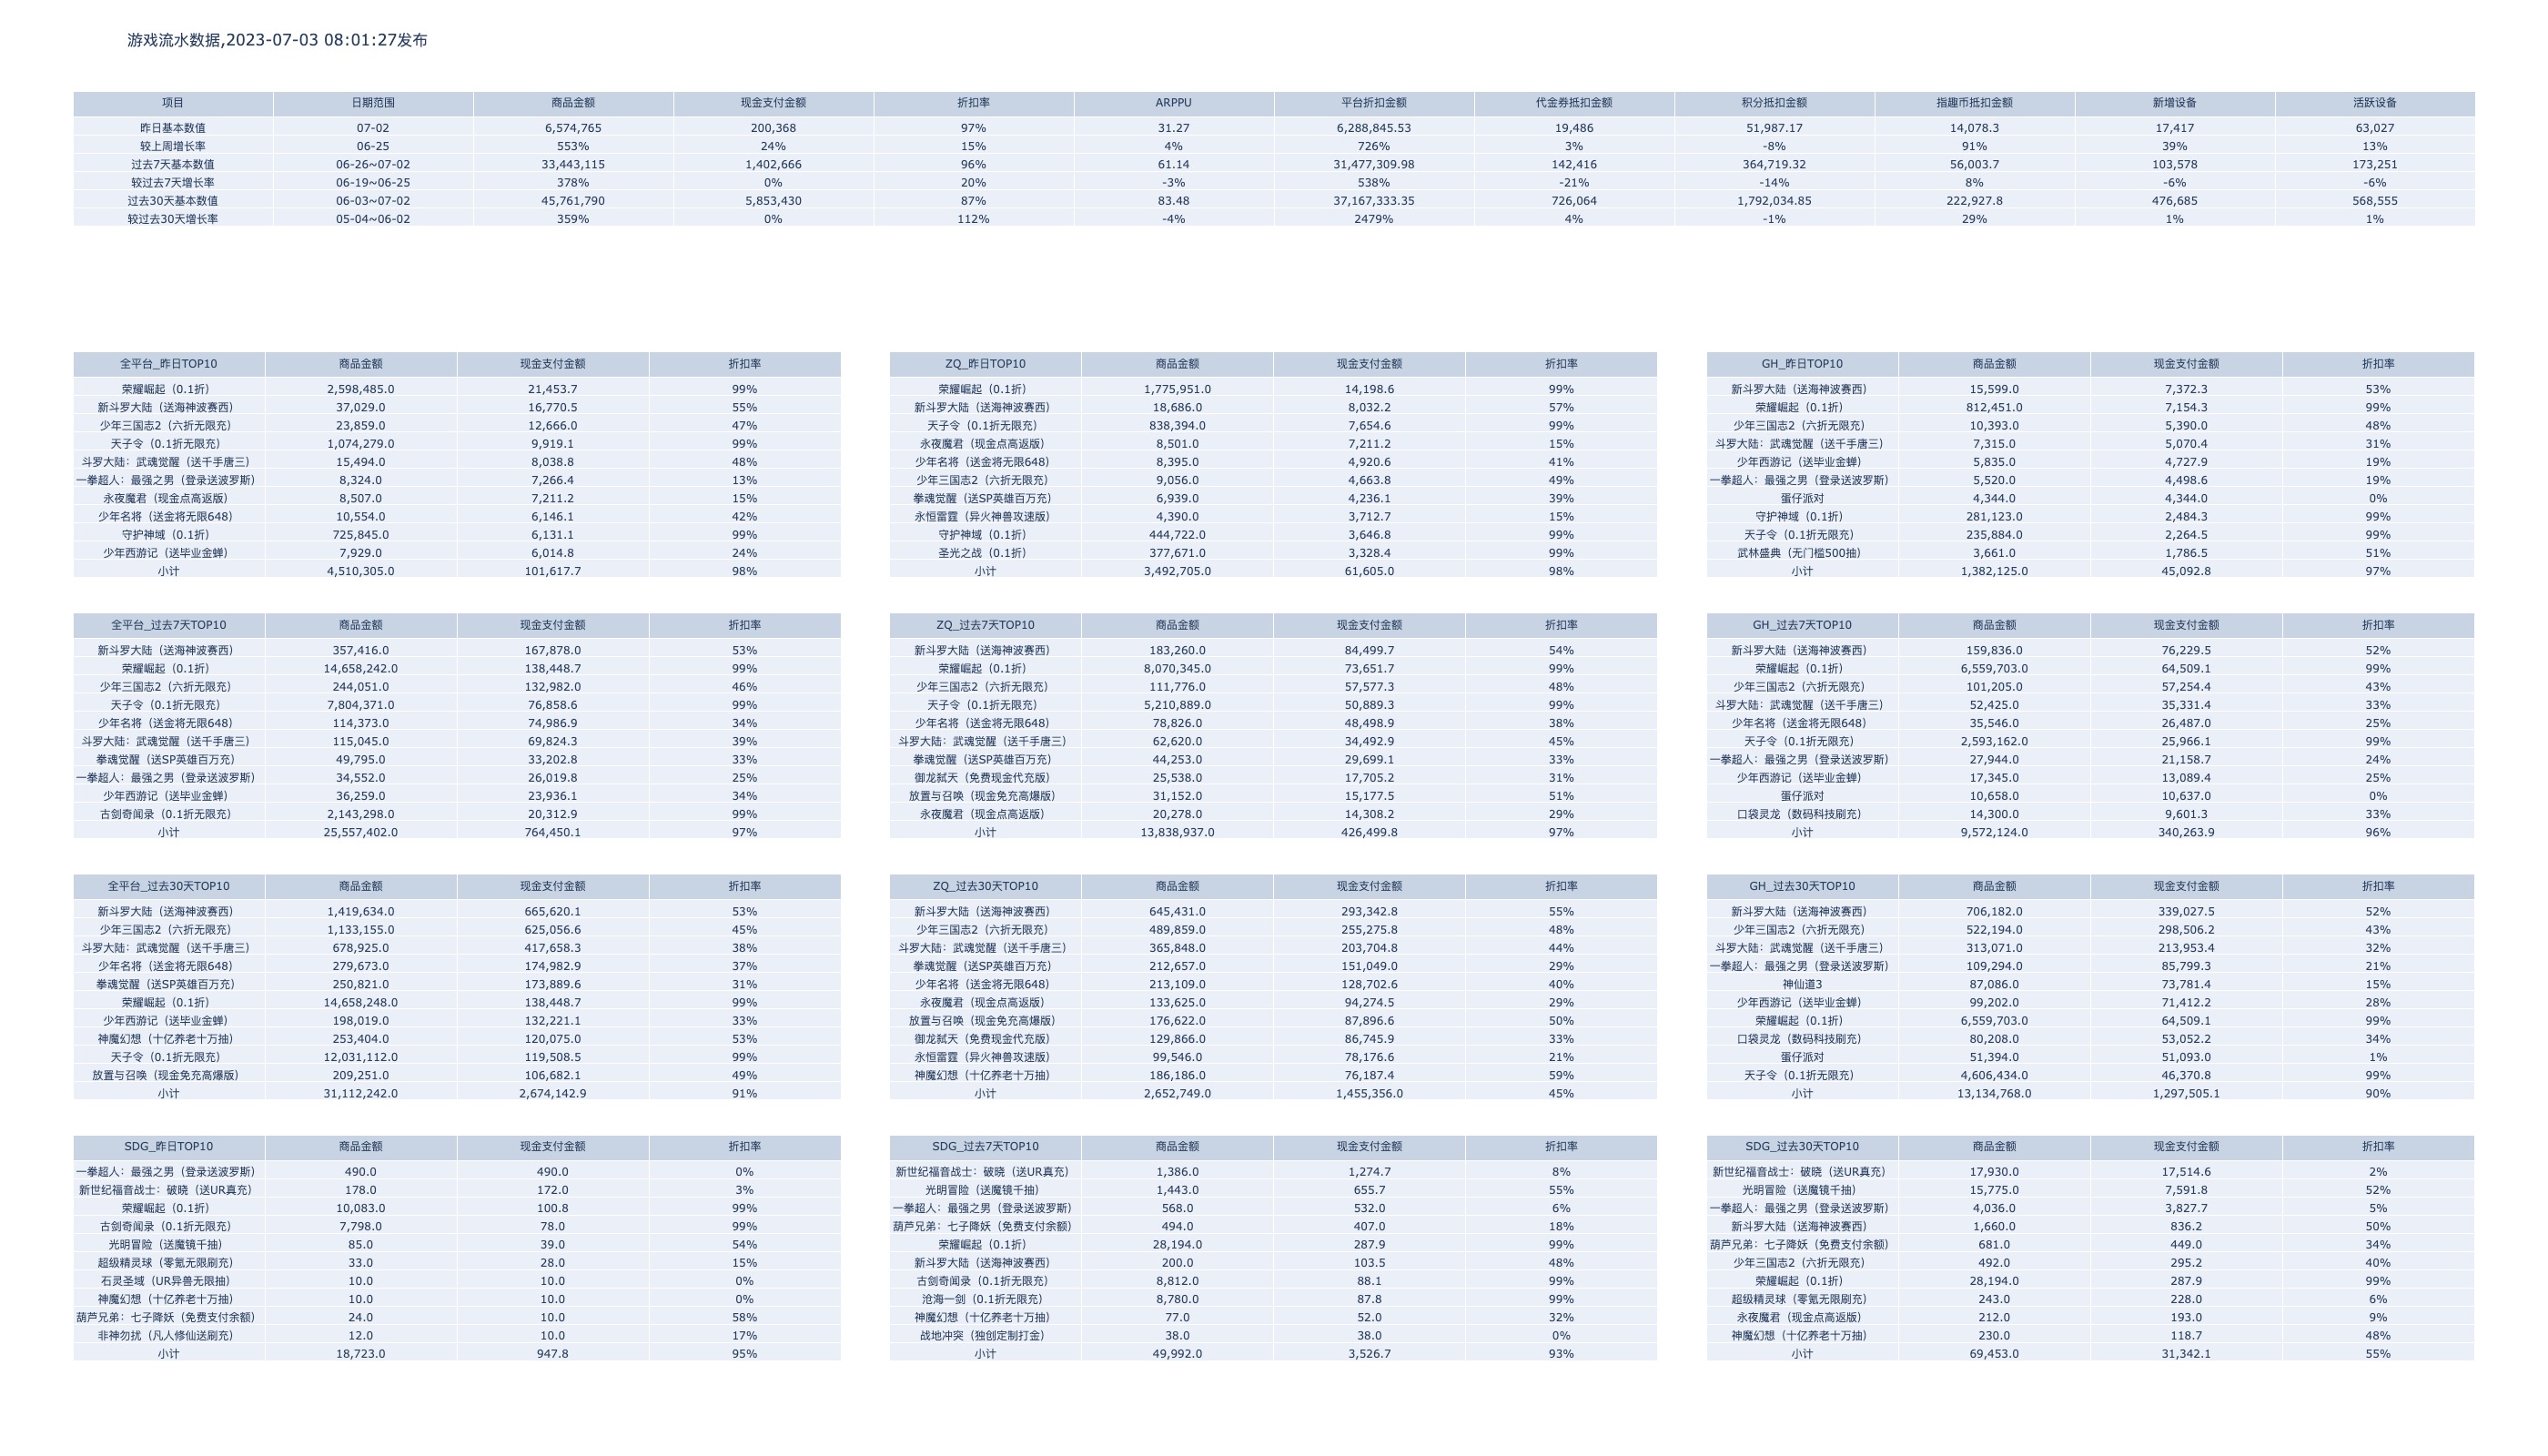 游戏流水数据,2023-07-03 08:01:27发布
项目 日期范围 商品金额 现金支付金额 折扣率 ARPPU 平台折扣金额 代金券抵扣金额 积分抵扣金额 指趣币抵扣金额 新增设备 活跃设备
昨日基本数值 07-02 6,574,765 200,368 97% 31.27 6,288,845.53 19,486 51,987.17 14,078.3 17,417 63,027
较上周增长率 06-25 553% 24% 15% 4% 726% 3% -8% 91% 39% 13%
过去7天基本数值 06-26~07-02 33,443,115 1,402,666 96% 61.14 31,477,309.98 142,416 364,719.32 56,003.7 103,578 173,251
较过去7天增长率 06-19~06-25 378% 0% 20% -3% 538% -21% -14% 8% -6% -6%
过去30天基本数值 06-03~07-02 45,761,790 5,853,430 87% 83.48 37,167,333.35 726,064 1,792,034.85 222,927.8 476,685 568,555
较过去30天增长率 05-04~06-02 359% 0% 112% -4% 2479% 4% -1% 29% 1% 1%
全平台_昨日TOP10 商品金额 现金支付金额 折扣率
荣耀崛起（0.1折） 2,598,485.0 21,453.7 99%
新斗罗大陆（送海神波赛西） 37,029.0 16,770.5 55%
少年三国志2（六折无限充） 23,859.0 12,666.0 47%
天子令（0.1折无限充） 1,074,279.0 9,919.1 99%
斗罗大陆：武魂觉醒（送千手唐三） 15,494.0 8,038.8 48%
一拳超人：最强之男（登录送波罗斯） 8,324.0 7,266.4 13%
永夜魔君（现金点高返版） 8,507.0 7,211.2 15%
少年名将（送金将无限648） 10,554.0 6,146.1 42%
守护神域（0.1折） 725,845.0 6,131.1 99%
少年西游记（送毕业金蝉） 7,929.0 6,014.8 24%
小计 4,510,305.0 101,617.7 98%
ZQ_昨日TOP10 商品金额 现金支付金额 折扣率
荣耀崛起（0.1折） 1,775,951.0 14,198.6 99%
新斗罗大陆（送海神波赛西） 18,686.0 8,032.2 57%
天子令（0.1折无限充） 838,394.0 7,654.6 99%
永夜魔君（现金点高返版） 8,501.0 7,211.2 15%
少年名将（送金将无限648） 8,395.0 4,920.6 41%
少年三国志2（六折无限充） 9,056.0 4,663.8 49%
拳魂觉醒（送SP英雄百万充） 6,939.0 4,236.1 39%
永恒雷霆（异火神兽攻速版） 4,390.0 3,712.7 15%
守护神域（0.1折） 444,722.0 3,646.8 99%
圣光之战（0.1折） 377,671.0 3,328.4 99%
小计 3,492,705.0 61,605.0 98%
GH_昨日TOP10 商品金额 现金支付金额 折扣率
新斗罗大陆（送海神波赛西） 15,599.0 7,372.3 53%
荣耀崛起（0.1折） 812,451.0 7,154.3 99%
少年三国志2（六折无限充） 10,393.0 5,390.0 48%
斗罗大陆：武魂觉醒（送千手唐三） 7,315.0 5,070.4 31%
少年西游记（送毕业金蝉） 5,835.0 4,727.9 19%
一拳超人：最强之男（登录送波罗斯） 5,520.0 4,498.6 19%
蛋仔派对 4,344.0 4,344.0 0%
守护神域（0.1折） 281,123.0 2,484.3 99%
天子令（0.1折无限充） 235,884.0 2,264.5 99%
武林盛典（无门槛500抽） 3,661.0 1,786.5 51%
小计 1,382,125.0 45,092.8 97%
全平台_过去7天TOP10 商品金额 现金支付金额 折扣率
新斗罗大陆（送海神波赛西） 357,416.0 167,878.0 53%
荣耀崛起（0.1折） 14,658,242.0 138,448.7 99%
少年三国志2（六折无限充） 244,051.0 132,982.0 46%
天子令（0.1折无限充） 7,804,371.0 76,858.6 99%
少年名将（送金将无限648） 114,373.0 74,986.9 34%
斗罗大陆：武魂觉醒（送千手唐三） 115,045.0 69,824.3 39%
拳魂觉醒（送SP英雄百万充） 49,795.0 33,202.8 33%
一拳超人：最强之男（登录送波罗斯） 34,552.0 26,019.8 25%
少年西游记（送毕业金蝉） 36,259.0 23,936.1 34%
古剑奇闻录（0.1折无限充） 2,143,298.0 20,312.9 99%
小计 25,557,402.0 764,450.1 97%
ZQ_过去7天TOP10 商品金额 现金支付金额 折扣率
新斗罗大陆（送海神波赛西） 183,260.0 84,499.7 54%
荣耀崛起（0.1折） 8,070,345.0 73,651.7 99%
少年三国志2（六折无限充） 111,776.0 57,577.3 48%
天子令（0.1折无限充） 5,210,889.0 50,889.3 99%
少年名将（送金将无限648） 78,826.0 48,498.9 38%
斗罗大陆：武魂觉醒（送千手唐三） 62,620.0 34,492.9 45%
拳魂觉醒（送SP英雄百万充） 44,253.0 29,699.1 33%
御龙弑天（免费现金代充版） 25,538.0 17,705.2 31%
放置与召唤（现金免充高爆版） 31,152.0 15,177.5 51%
永夜魔君（现金点高返版） 20,278.0 14,308.2 29%
小计 13,838,937.0 426,499.8 97%
GH_过去7天TOP10 商品金额 现金支付金额 折扣率
新斗罗大陆（送海神波赛西） 159,836.0 76,229.5 52%
荣耀崛起（0.1折） 6,559,703.0 64,509.1 99%
少年三国志2（六折无限充） 101,205.0 57,254.4 43%
斗罗大陆：武魂觉醒（送千手唐三） 52,425.0 35,331.4 33%
少年名将（送金将无限648） 35,546.0 26,487.0 25%
天子令（0.1折无限充） 2,593,162.0 25,966.1 99%
一拳超人：最强之男（登录送波罗斯） 27,944.0 21,158.7 24%
少年西游记（送毕业金蝉） 17,345.0 13,089.4 25%
蛋仔派对 10,658.0 10,637.0 0%
口袋灵龙（数码科技刷充） 14,300.0 9,601.3 33%
小计 9,572,124.0 340,263.9 96%
全平台_过去30天TOP10 商品金额 现金支付金额 折扣率
新斗罗大陆（送海神波赛西） 1,419,634.0 665,620.1 53%
少年三国志2（六折无限充） 1,133,155.0 625,056.6 45%
斗罗大陆：武魂觉醒（送千手唐三） 678,925.0 417,658.3 38%
少年名将（送金将无限648） 279,673.0 174,982.9 37%
拳魂觉醒（送SP英雄百万充） 250,821.0 173,889.6 31%
荣耀崛起（0.1折） 14,658,248.0 138,448.7 99%
少年西游记（送毕业金蝉） 198,019.0 132,221.1 33%
神魔幻想（十亿养老十万抽） 253,404.0 120,075.0 53%
天子令（0.1折无限充） 12,031,112.0 119,508.5 99%
放置与召唤（现金免充高爆版） 209,251.0 106,682.1 49%
小计 31,112,242.0 2,674,142.9 91%
ZQ_过去30天TOP10 商品金额 现金支付金额 折扣率
新斗罗大陆（送海神波赛西） 645,431.0 293,342.8 55%
少年三国志2（六折无限充） 489,859.0 255,275.8 48%
斗罗大陆：武魂觉醒（送千手唐三） 365,848.0 203,704.8 44%
拳魂觉醒（送SP英雄百万充） 212,657.0 151,049.0 29%
少年名将（送金将无限648） 213,109.0 128,702.6 40%
永夜魔君（现金点高返版） 133,625.0 94,274.5 29%
放置与召唤（现金免充高爆版） 176,622.0 87,896.6 50%
御龙弑天（免费现金代充版） 129,866.0 86,745.9 33%
永恒雷霆（异火神兽攻速版） 99,546.0 78,176.6 21%
神魔幻想（十亿养老十万抽） 186,186.0 76,187.4 59%
小计 2,652,749.0 1,455,356.0 45%
GH_过去30天TOP10 商品金额 现金支付金额 折扣率
新斗罗大陆（送海神波赛西） 706,182.0 339,027.5 52%
少年三国志2（六折无限充） 522,194.0 298,506.2 43%
斗罗大陆：武魂觉醒（送千手唐三） 313,071.0 213,953.4 32%
一拳超人：最强之男（登录送波罗斯） 109,294.0 85,799.3 21%
神仙道3 87,086.0 73,781.4 15%
少年西游记（送毕业金蝉） 99,202.0 71,412.2 28%
荣耀崛起（0.1折） 6,559,703.0 64,509.1 99%
口袋灵龙（数码科技刷充） 80,208.0 53,052.2 34%
蛋仔派对 51,394.0 51,093.0 1%
天子令（0.1折无限充） 4,606,434.0 46,370.8 99%
小计 13,134,768.0 1,297,505.1 90%
SDG_昨日TOP10 商品金额 现金支付金额 折扣率
一拳超人：最强之男（登录送波罗斯） 490.0 490.0 0%
新世纪福音战士：破晓（送UR真充） 178.0 172.0 3%
荣耀崛起（0.1折） 10,083.0 100.8 99%
古剑奇闻录（0.1折无限充） 7,798.0 78.0 99%
光明冒险（送魔镜千抽） 85.0 39.0 54%
超级精灵球（零氪无限刷充） 33.0 28.0 15%
石灵圣域（UR异兽无限抽） 10.0 10.0 0%
神魔幻想（十亿养老十万抽） 10.0 10.0 0%
葫芦兄弟：七子降妖（免费支付余额） 24.0 10.0 58%
非神勿扰（凡人修仙送刷充） 12.0 10.0 17%
小计 18,723.0 947.8 95%
SDG_过去7天TOP10 商品金额 现金支付金额 折扣率
新世纪福音战士：破晓（送UR真充） 1,386.0 1,274.7 8%
光明冒险（送魔镜千抽） 1,443.0 655.7 55%
一拳超人：最强之男（登录送波罗斯） 568.0 532.0 6%
葫芦兄弟：七子降妖（免费支付余额） 494.0 407.0 18%
荣耀崛起（0.1折） 28,194.0 287.9 99%
新斗罗大陆（送海神波赛西） 200.0 103.5 48%
古剑奇闻录（0.1折无限充） 8,812.0 88.1 99%
沧海一剑（0.1折无限充） 8,780.0 87.8 99%
神魔幻想（十亿养老十万抽） 77.0 52.0 32%
战地冲突（独创定制打金） 38.0 38.0 0%
小计 49,992.0 3,526.7 93%
SDG_过去30天TOP10 商品金额 现金支付金额 折扣率
新世纪福音战士：破晓（送UR真充） 17,930.0 17,514.6 2%
光明冒险（送魔镜千抽） 15,775.0 7,591.8 52%
一拳超人：最强之男（登录送波罗斯） 4,036.0 3,827.7 5%
新斗罗大陆（送海神波赛西） 1,660.0 836.2 50%
葫芦兄弟：七子降妖（免费支付余额） 681.0 449.0 34%
少年三国志2（六折无限充） 492.0 295.2 40%
荣耀崛起（0.1折） 28,194.0 287.9 99%
超级精灵球（零氪无限刷充） 243.0 228.0 6%
永夜魔君（现金点高返版） 212.0 193.0 9%
神魔幻想（十亿养老十万抽） 230.0 118.7 48%
小计 69,453.0 31,342.1 55%